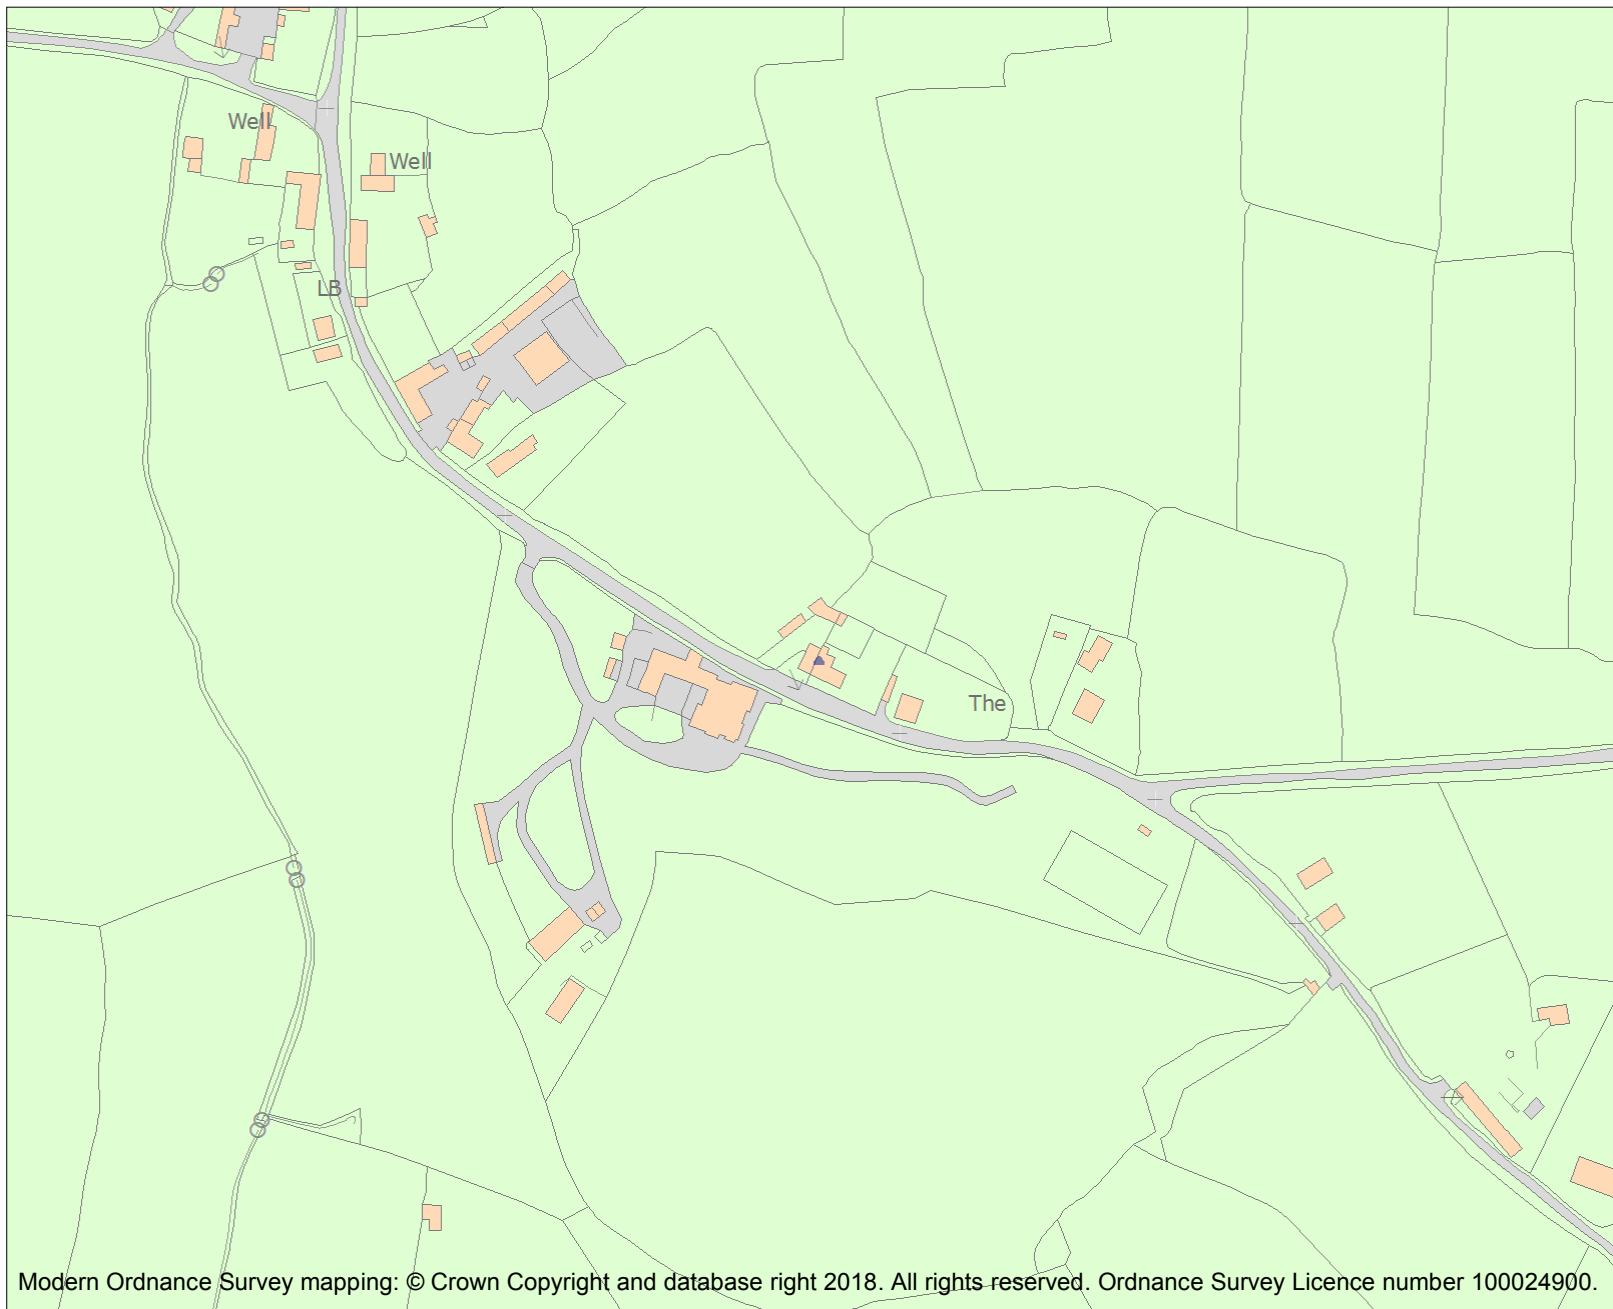 Well
Well
LB
The
Modern Ordnance Survey mapping: © Crown Copyright and database right 2018. All rights reserved. Ordnance Survey Licence number 100024900.